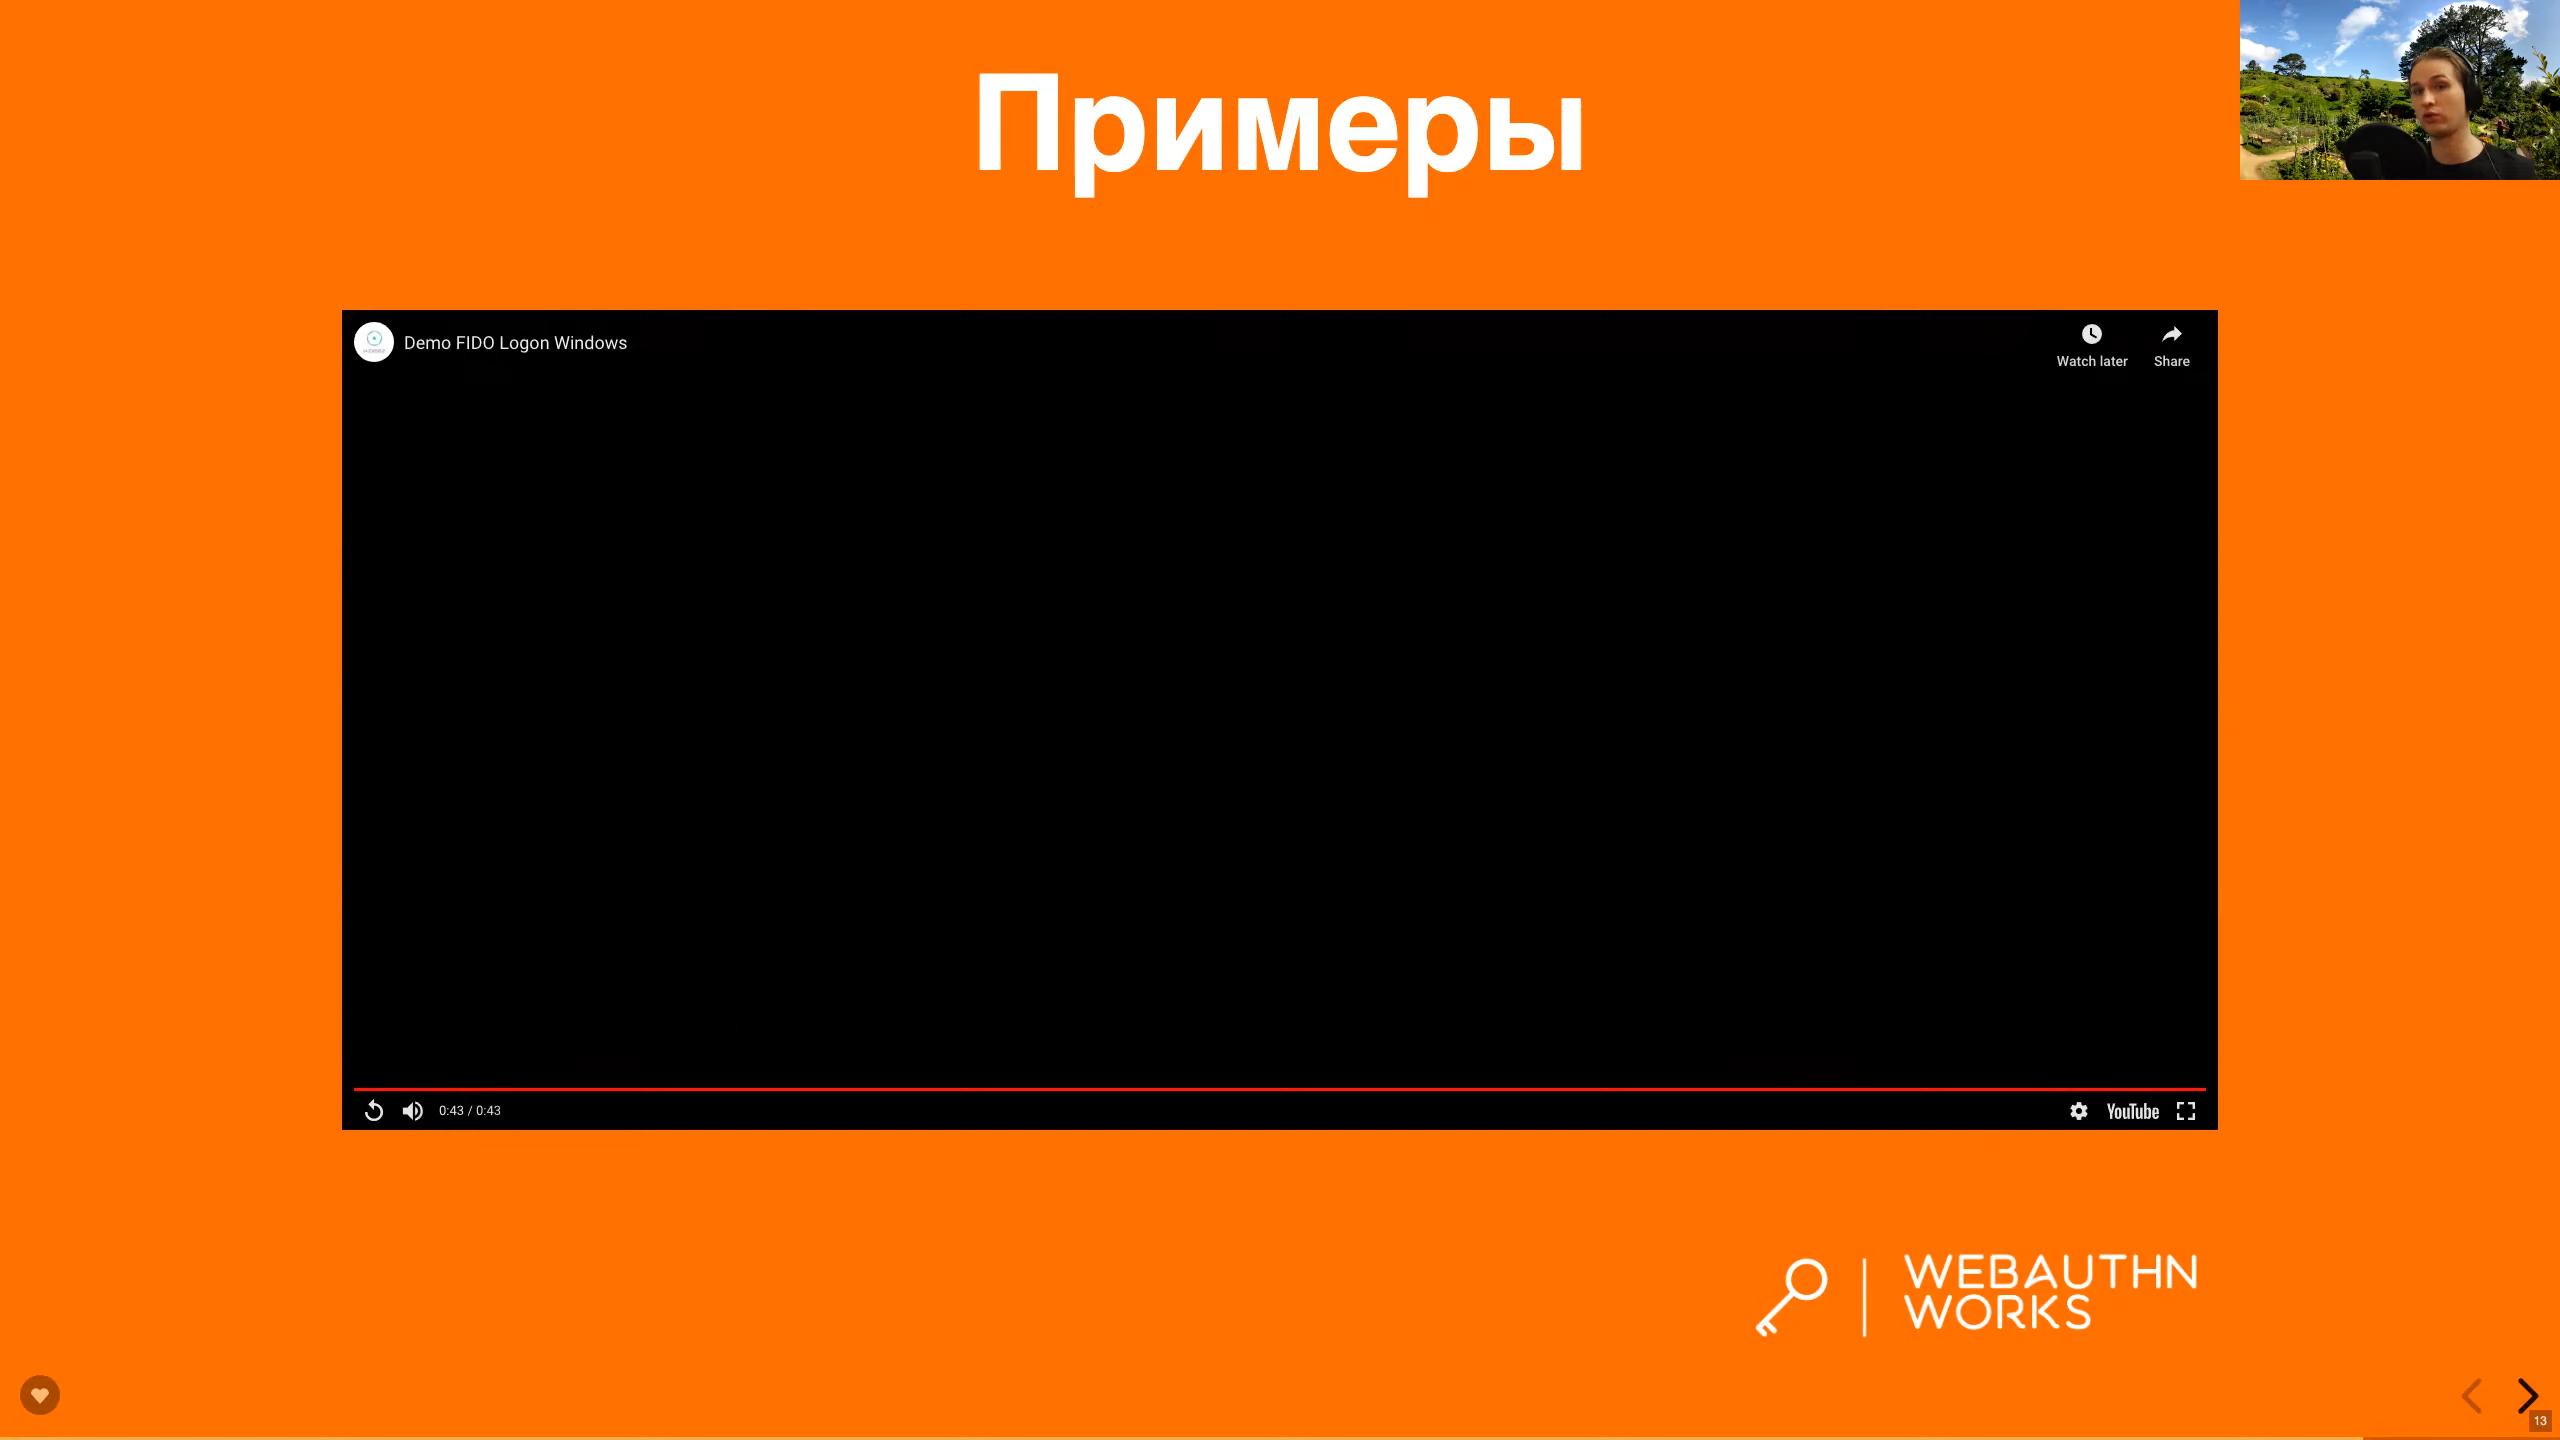 Примеры
Demo FIDO Logon Windows
Watch later
Share
0:43 / 0:43
YouTube
WEBAUTHN
WORKS
13